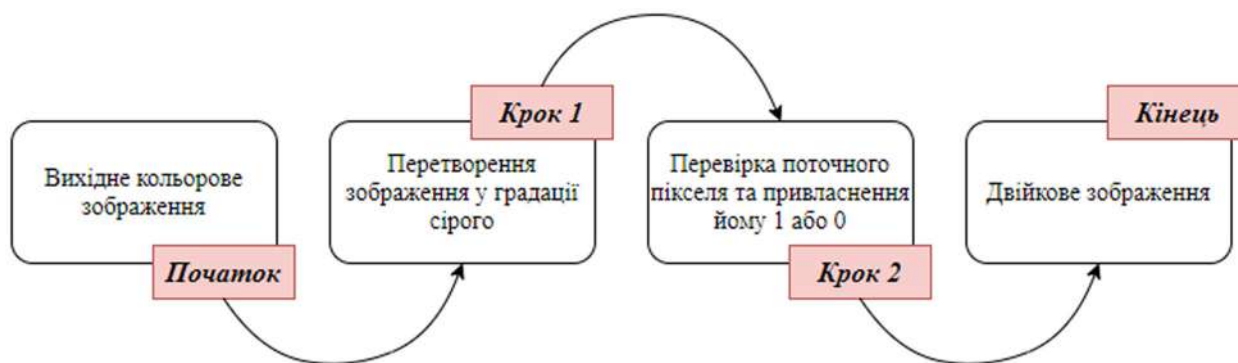 Вихідне кольорове
зображення
Початок
Крок 1
Перетворення
зображення у градації
сірого
Перевірка поточного
пікселя та привласнення
йому 1 або 0
Крок 2
Кінець
Двійкове зображення